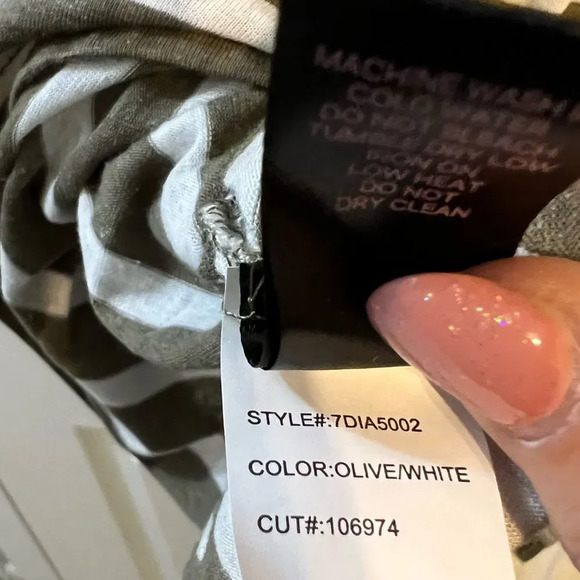 MACHINE WASH
COLD WATER
DO NOT BLEACH
TUMBLE DRY LOW
IRON ON
LOW HEAT
DO NOT
DRY CLEAN
STYLE#:7DIA5002
COLOR:OLIVE/WHITE
CUT#:106974